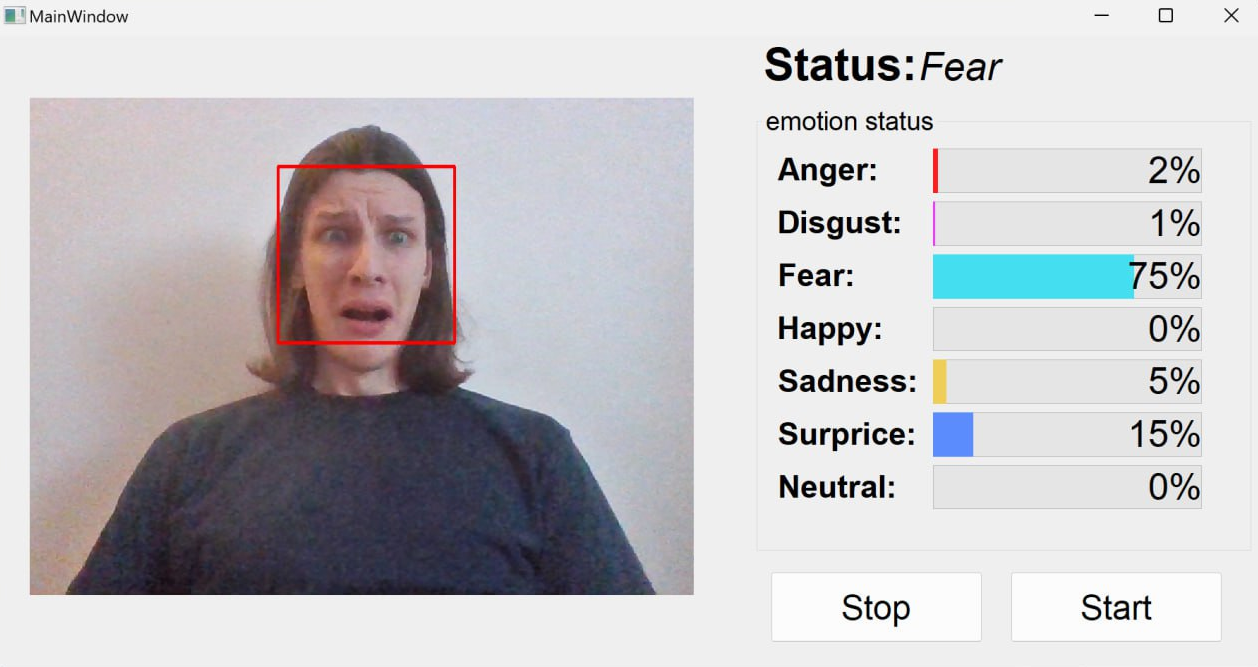 MainWindow
Status: Fear
emotion status
Anger: 2%
Disgust: 1%
Fear: 75%
Happy: 0%
Sadness: 5%
Surprice: 15%
Neutral: 0%
Stop Start